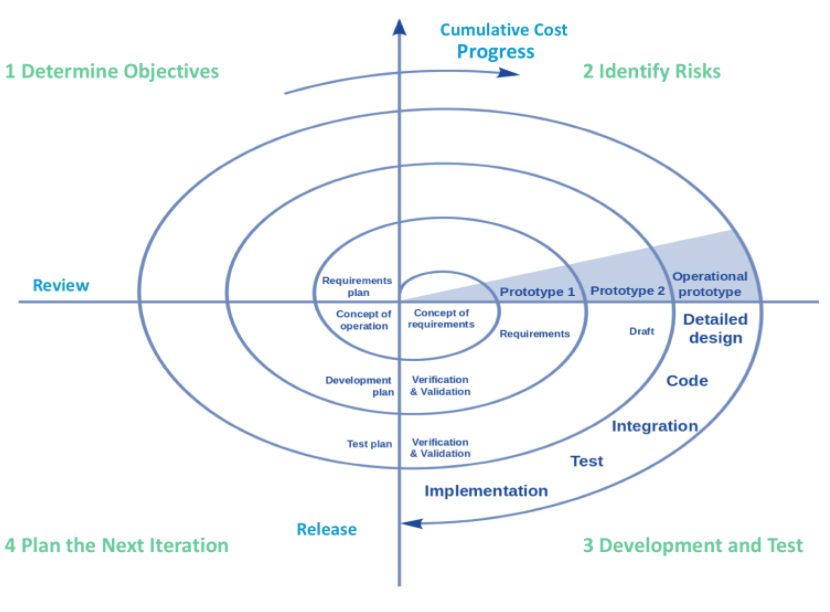 Cumulative Cost
Progress
1 Determine Objectives
2 Identify Risks
Review
Requirements
plan
Prototype 1
Prototype 2
Operational
prototype
Concept of
operation
Concept of
requirements
Requirements
Draft
Detailed
design
Development
plan
Verification
& Validation
Code
Test plan
Verification
& Validation
Integration
Test
Implementation
Release
4 Plan the Next Iteration
3 Development and Test